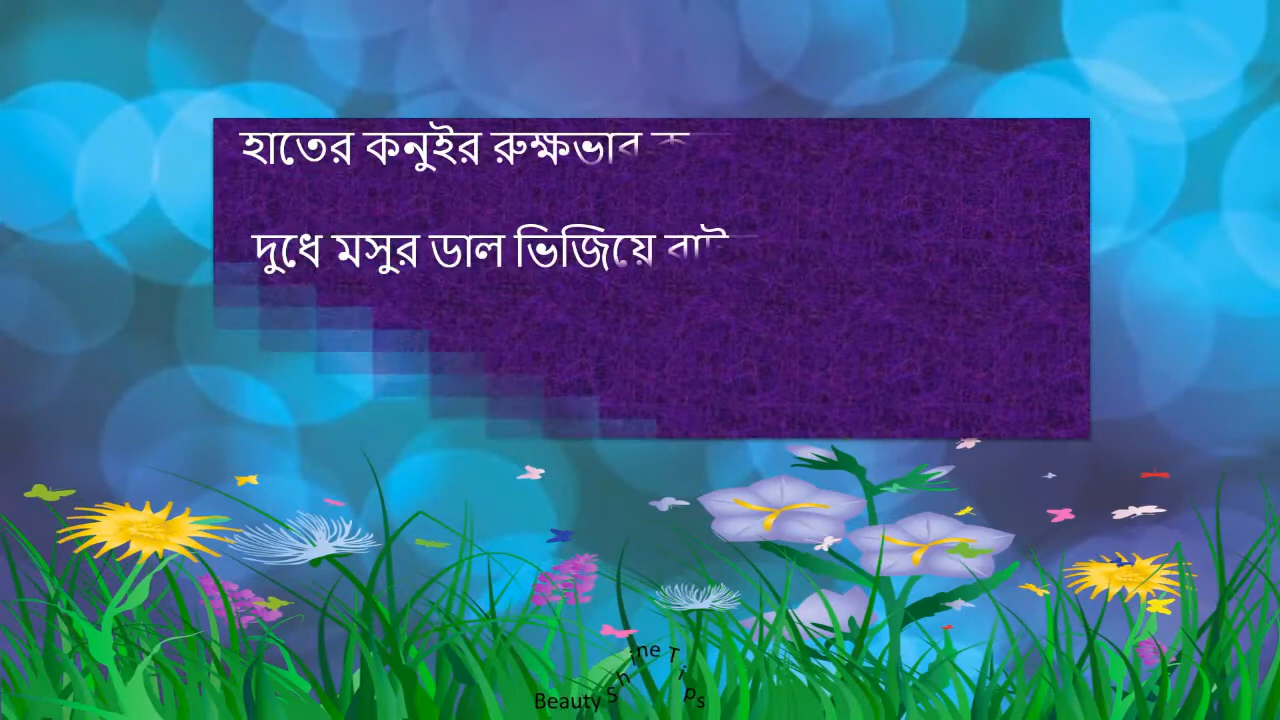 হাতের কনুইর রুক্ষভাব
দুধে মসুর ডাল ভিজিয়ে
Beauty Shine Tips